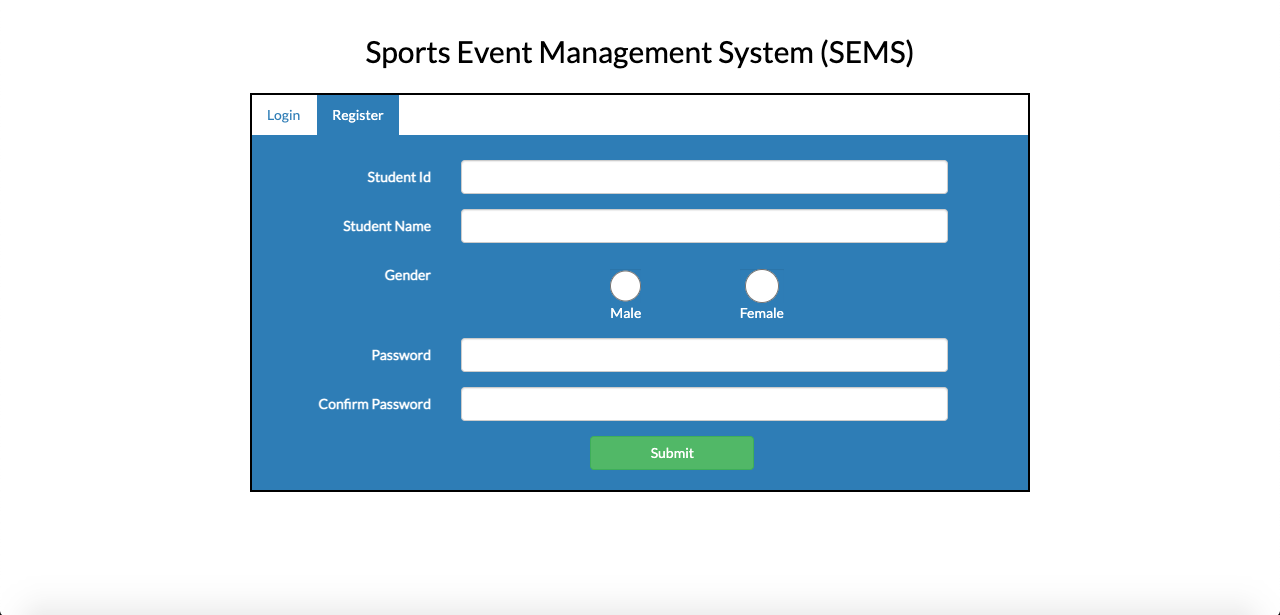 Sports Event Management System (SEMS)
Login Register
Student Id
Student Name
Gender
Male Female
Password
Confirm Password
Submit